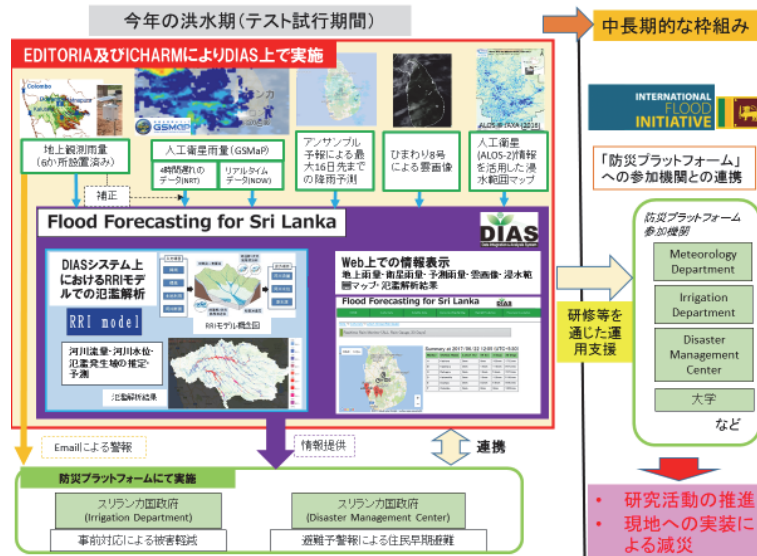 今年の洪水期(テスト試行期間)
中長期的な枠組み
EDITORIA及びICHARMによりDIAS上で実施
Colombo
GSMaP
ALOS-2
地上観測雨量
(6か所設置済み)
人工衛星雨量(GSMaP)
4時間遅れの
データ(NRT)
リアルタイム
データ(NOW)
アンサンブル
予報による最
大16日先まで
の降雨予測
ひまわり8号
による雲画像
人工衛星
(ALOS-2)情報
を活用した浸
水範囲マップ
補正
Flood Forecasting for Sri Lanka
DIAS
DIASシステム上
におけるRRIモデ
ルでの氾濫解析
RRI model
RRIモデル概念図
河川流量・河川水位・
氾濫発生域の推定・
予測
氾濫解析結果
Web上での情報表示
地上雨量・衛星雨量・予測雨量・雲画像・浸水範
囲マップ・氾濫解析結果
Flood Forecasting for Sri Lanka
DIAS
INTERNATIONAL
FLOOD
INITIATIVE
「防災プラットフォーム」
への参加機関との連携
防災プラットフォーム
参加機関
Meteorology
Department
Irrigation
Department
Disaster
Management
Center
大学
など
研修等を
通じた運
用支援
Emailによる警報
情報提供
連携
防災プラットフォームにて実施
スリランカ国政府
(Irrigation Department)
事前対応による被害軽減
スリランカ国政府
(Disaster Management Center)
避難予警報による住民早期避難
• 研究活動の推進
• 現地への実装に
よる減災